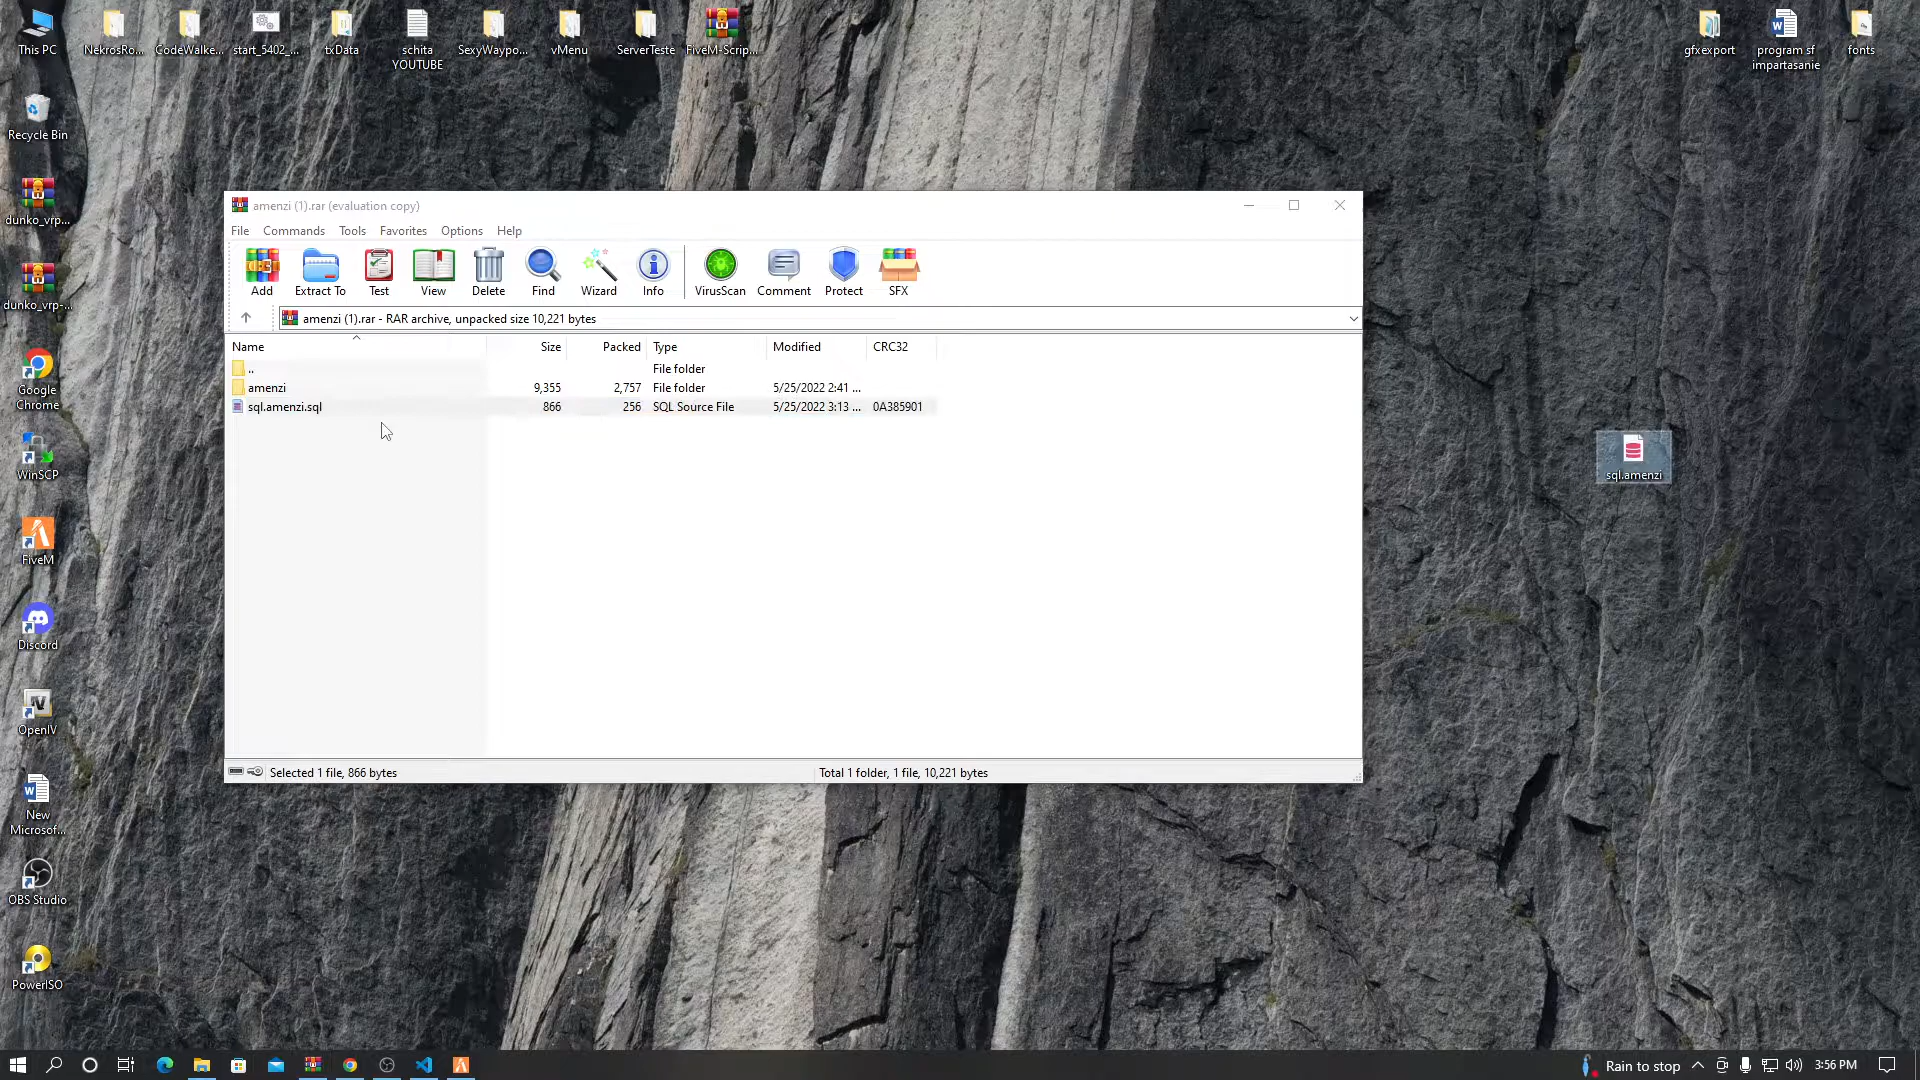 This PC
NekrosRo...
CodeWalke...
start_5402_...
txData
schita
YOUTUBE
SexyWaypo...
vMenu
ServerTeste
FiveM-Scrip...
gfxexport
program sf
impartasanie
fonts
Recycle Bin
dunko_vrp...
dunko_vrp-...
Google
Chrome
WinSCP
FiveM
Discord
OpenIV
New
Microsof...
OBS Studio
PowerISO
sql.amenzi
amenzi (1).rar (evaluation copy)
File Commands Tools Favorites Options Help
Add Extract To Test View Delete Find Wizard Info VirusScan Comment Protect SFX
amenzi (1).rar - RAR archive, unpacked size 10,221 bytes
Name Size Packed Type Modified CRC32
.. File folder
amenzi 9,355 2,757 File folder 5/25/2022 2:41 ...
sql.amenzi.sql 866 256 SQL Source File 5/25/2022 3:13 ... 0A385901
Selected 1 file, 866 bytes
Total 1 folder, 1 file, 10,221 bytes
Rain to stop
3:56 PM